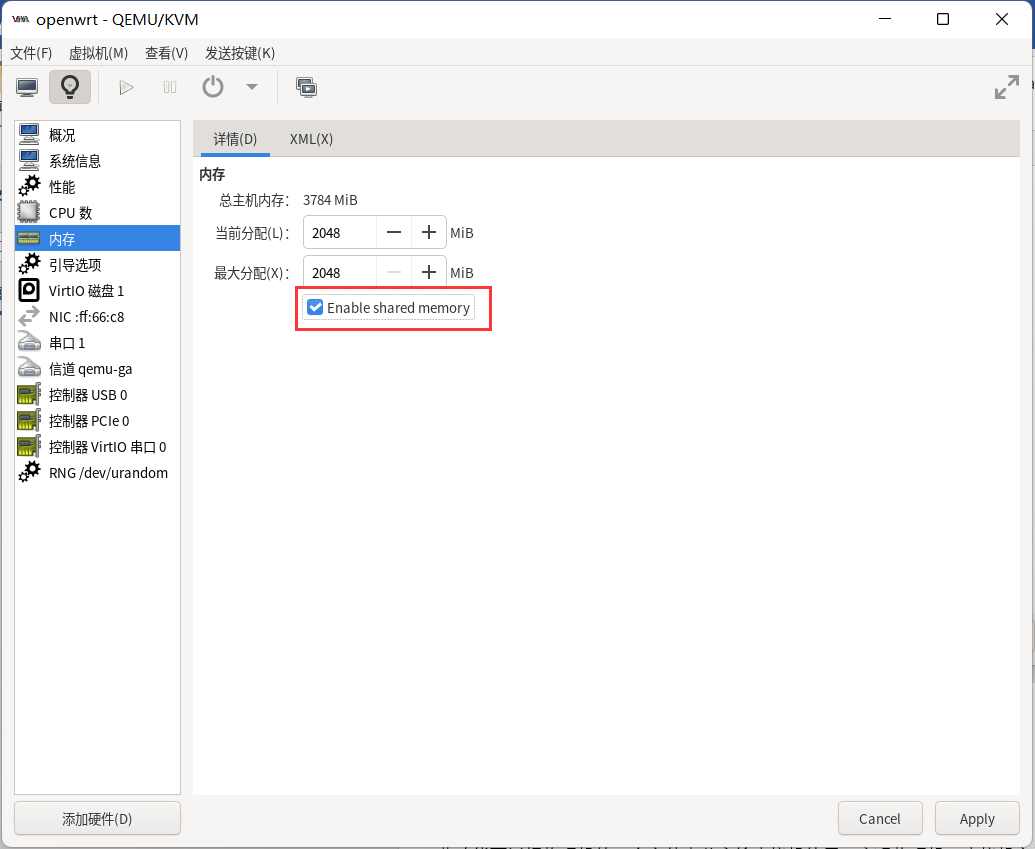 openwrt - QEMU/KVM
文件(F) 虚拟机(M) 查看(V) 发送按键(K)
概况
系统信息
性能
CPU 数
内存
引导选项
VirtIO 磁盘 1
NIC :ff:66:c8
串口 1
信道 qemu-ga
控制器 USB 0
控制器 PCIe 0
控制器 VirtIO 串口 0
RNG /dev/urandom
添加硬件(D)
详情(D) XML(X)
内存
总主机内存： 3784 MiB
当前分配(L)： 2048 MiB
最大分配(X)： 2048 MiB
Enable shared memory
Cancel Apply